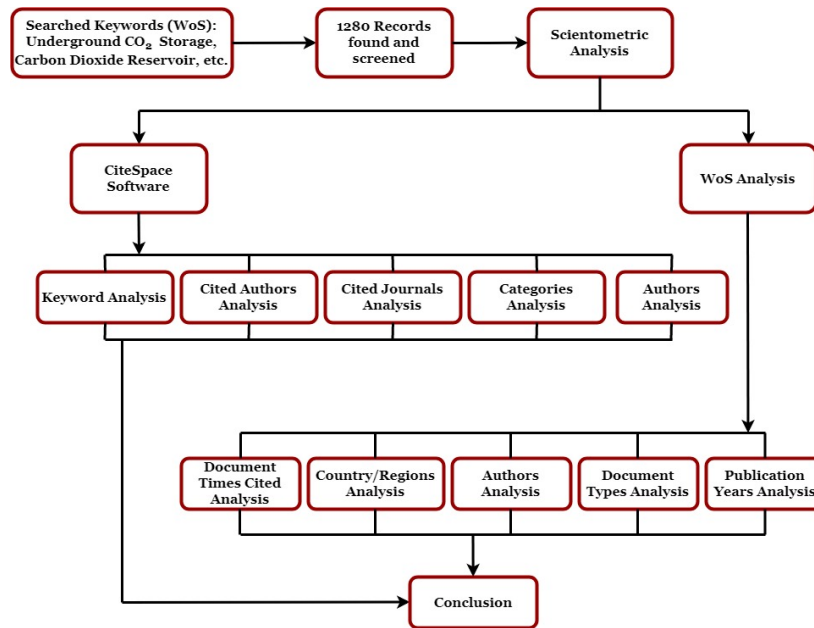 Searched Keywords (WoS):
Underground CO₂ Storage,
Carbon Dioxide Reservoir, etc.
1280 Records
found and
screened
Scientometric
Analysis
CiteSpace
Software
WoS Analysis
Keyword Analysis
Cited Authors
Analysis
Cited Journals
Analysis
Categories
Analysis
Authors
Analysis
Document
Times Cited
Analysis
Country/Regions
Analysis
Authors
Analysis
Document
Types Analysis
Publication
Years Analysis
Conclusion